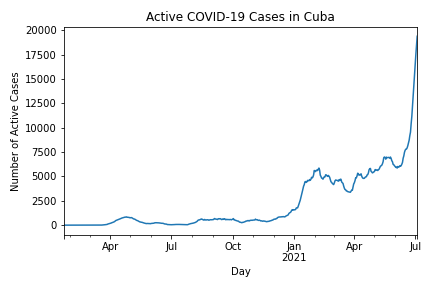 Active COVID-19 Cases in Cuba
Number of Active Cases
20000
17500
15000
12500
10000
7500
5000
2500
0
Apr Jul Oct Jan Apr Jul
2021
Day